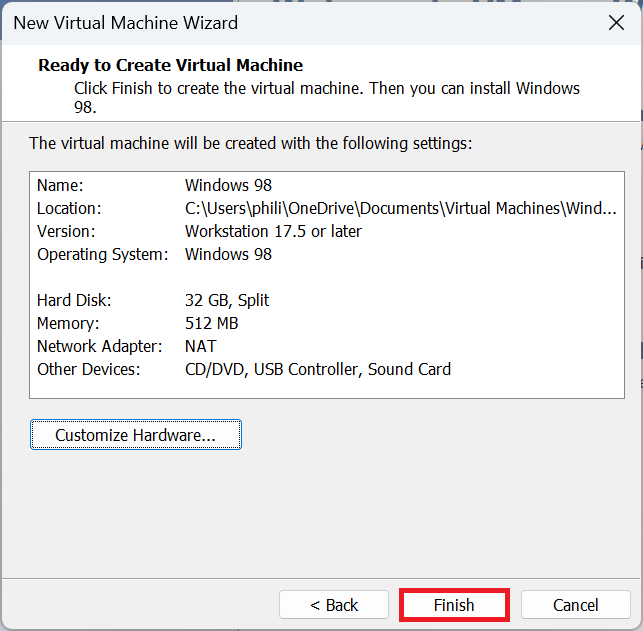 New Virtual Machine Wizard
Ready to Create Virtual Machine
Click Finish to create the virtual machine. Then you can install Windows
98.
The virtual machine will be created with the following settings:
Name: Windows 98
Location: C:\Users\phili\OneDrive\Documents\Virtual Machines\Wind...
Version: Workstation 17.5 or later
Operating System: Windows 98
Hard Disk: 32 GB, Split
Memory: 512 MB
Network Adapter: NAT
Other Devices: CD/DVD, USB Controller, Sound Card
Customize Hardware...
< Back Finish Cancel